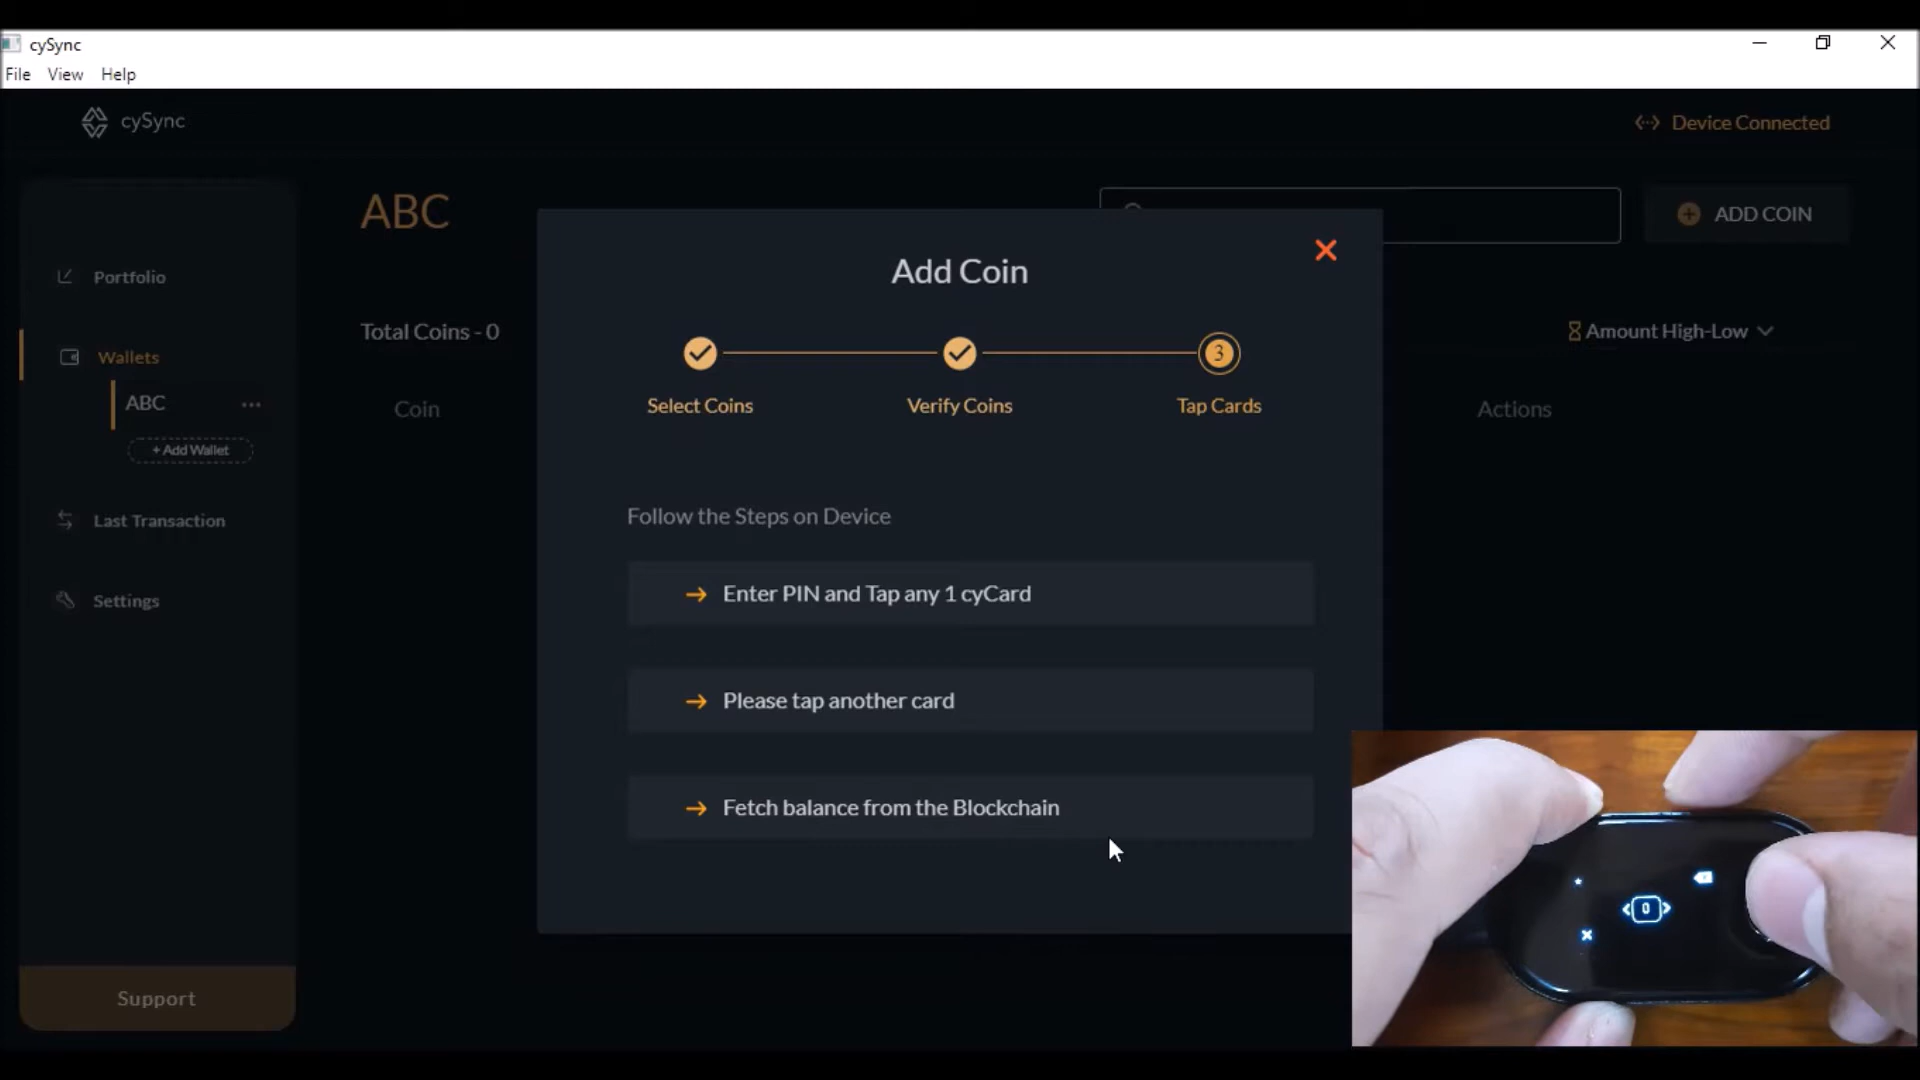 cySync
File View Help
cySync
Device Connected
ABC
ADD COIN
Portfolio
Wallets
ABC
...
+ Add Wallet
Last Transaction
Settings
Support
Total Coins - 0
Amount High-Low
Coin
Actions
Add Coin
3
Select Coins
Verify Coins
Tap Cards
Follow the Steps on Device
Enter PIN and Tap any 1 cyCard
Please tap another card
Fetch balance from the Blockchain
0